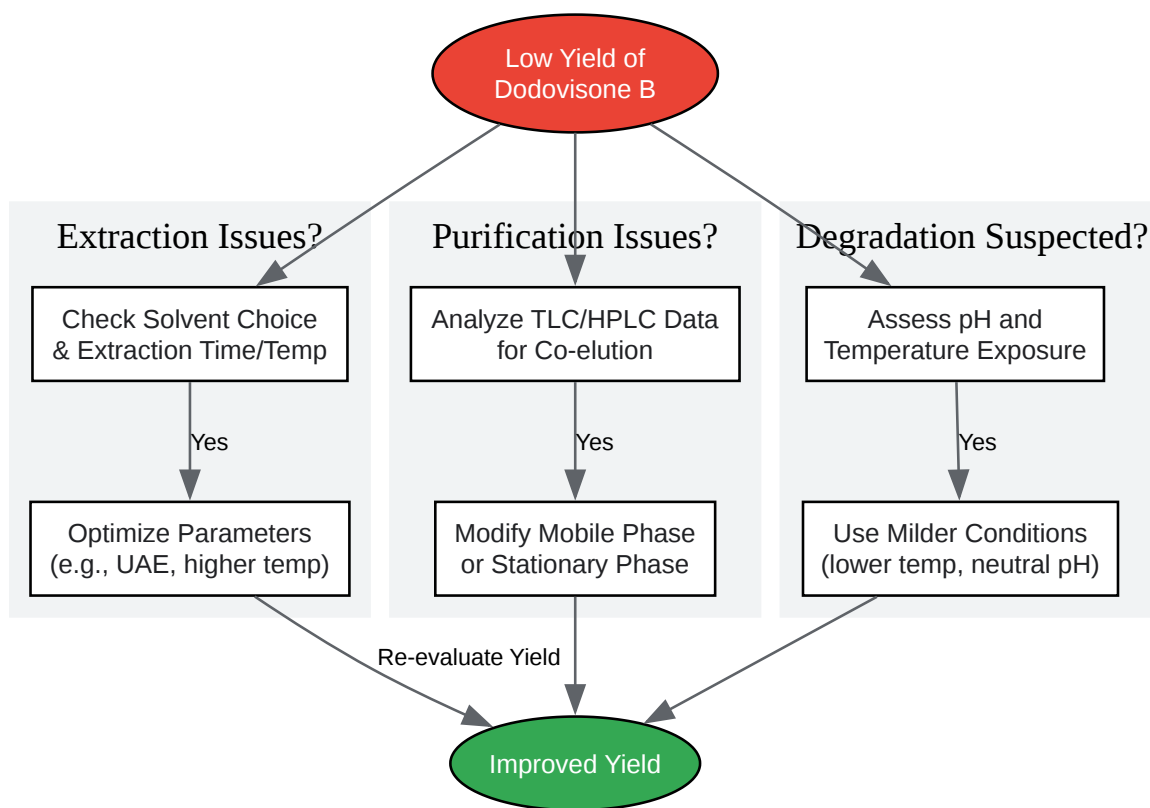 Low Yield of
Dodovisone B
Extraction Issues?
Purification Issues?
Degradation Suspected?
Check Solvent Choice
& Extraction Time/Temp
Analyze TLC/HPLC Data
for Co-elution
Assess pH and
Temperature Exposure
Yes
Yes
Yes
Optimize Parameters
(e.g., UAE, higher temp)
Modify Mobile Phase
or Stationary Phase
Use Milder Conditions
(lower temp, neutral pH)
Re-evaluate Yield
Improved Yield